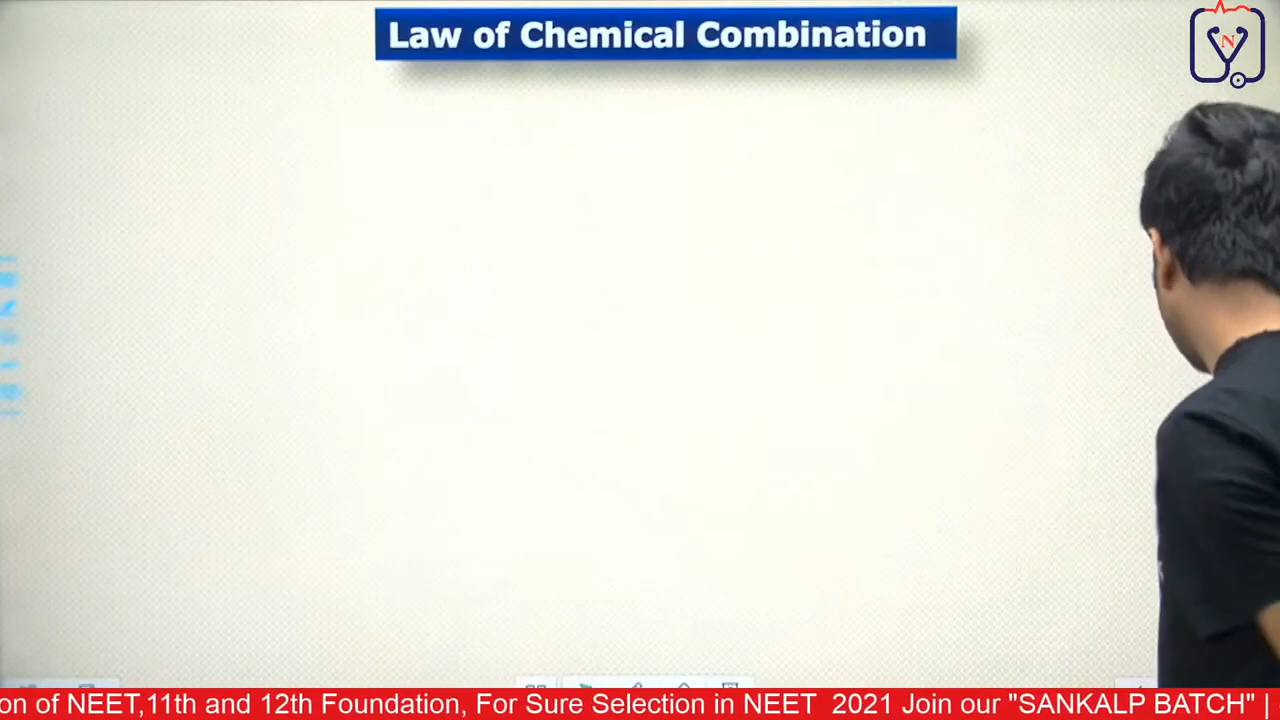 Law of Chemical Combination
N
on of NEET,11th and 12th Foundation, For Sure Selection in NEET 2021 Join our "SANKALP BATCH" |